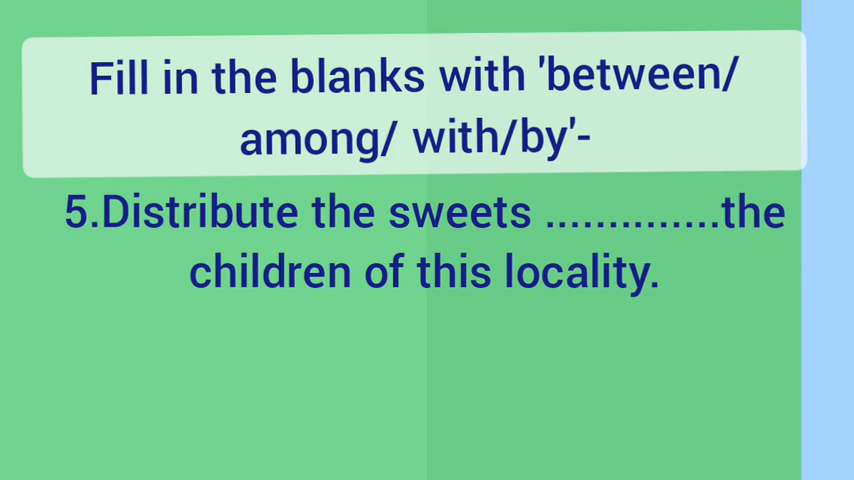 Fill in the blanks with 'between/
among/ with/by'-
5.Distribute the sweets ..............the
children of this locality.